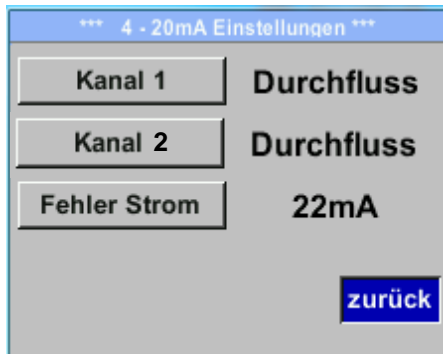 *** 4 - 20mA Einstellungen ***
Kanal 1 Durchfluss
Kanal 2 Durchfluss
Fehler Strom 22mA
zurück